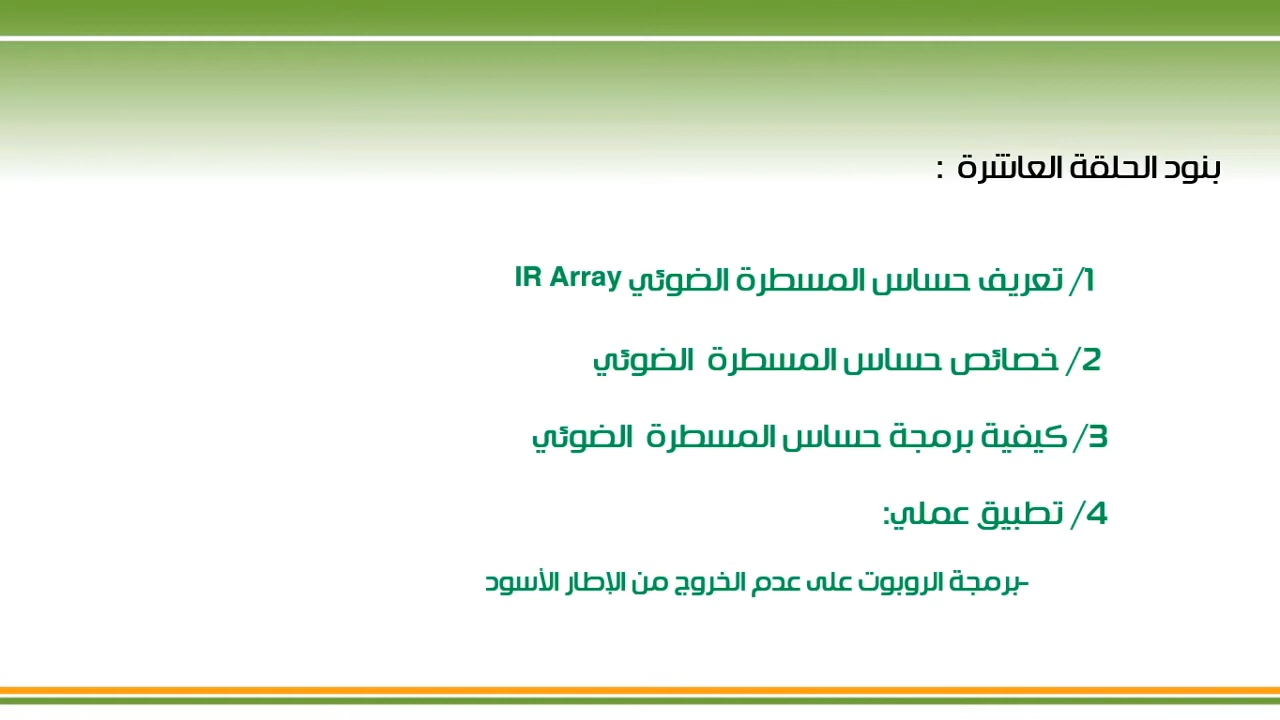 بنود الحلقة العاشرة :
1/ تعريف حساس المسطرة الضوئي IR Array
2/ خصائص حساس المسطرة الضوئي
3/ كيفية برمجة حساس المسطرة الضوئي
4/ تطبيق عملي:
-برمجة الروبوت على عدم الخروج من الإطار الأسود